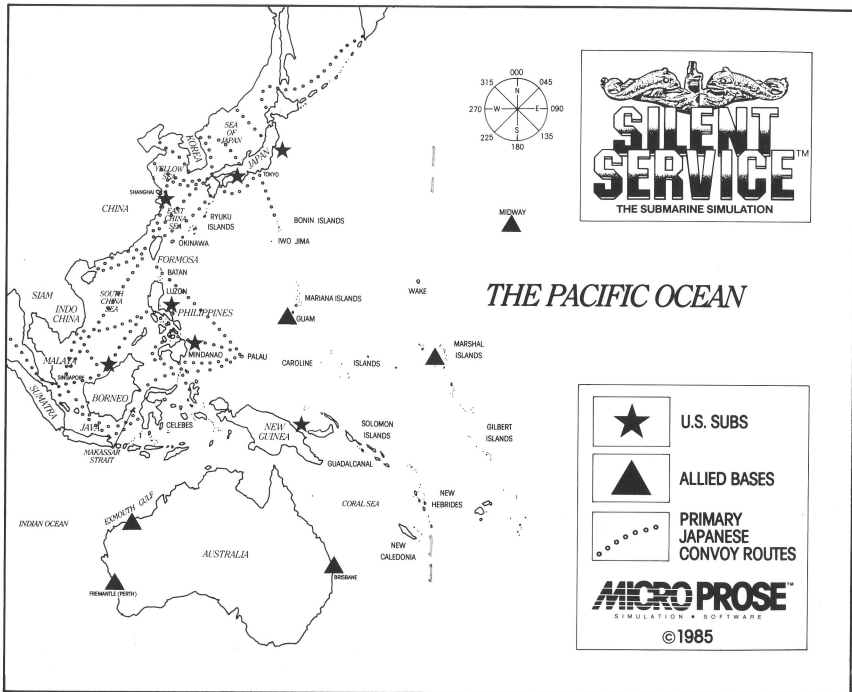 000
045
090
135
180
225
270
315
N
E
S
W
SILENT
SERVICE™
THE SUBMARINE SIMULATION
SEA
OF
JAPAN
KOREA
JAPAN
TOKYO
YELLOW
SEA
SHANGHAI
CHINA
EAST
CHINA
SEA
RYUKU
ISLANDS
OKINAWA
BONIN ISLANDS
IWO JIMA
MIDWAY
FORMOSA
BATAN
LUZON
SOUTH
CHINA
SEA
SIAM
INDO
CHINA
PHILIPPINES
MARIANA ISLANDS
GUAM
WAKE
THE PACIFIC OCEAN
MINDANAO
PALAU
CAROLINE ISLANDS
MARSHAL
ISLANDS
MALAYA
SINGAPORE
SUMATRA
BORNEO
JAVA
CELEBES
MAKASSAR
STRAIT
NEW
GUINEA
SOLOMON
ISLANDS
GILBERT
ISLANDS
GUADALCANAL
CORAL SEA
NEW
HEBRIDES
NEW
CALEDONIA
INDIAN OCEAN
EXMOUTH GULF
AUSTRALIA
FREMANTLE (PERTH)
BRISBANE
U.S. SUBS
ALLIED BASES
PRIMARY
JAPANESE
CONVOY ROUTES
MICROPROSE™
SIMULATION • SOFTWARE
©1985